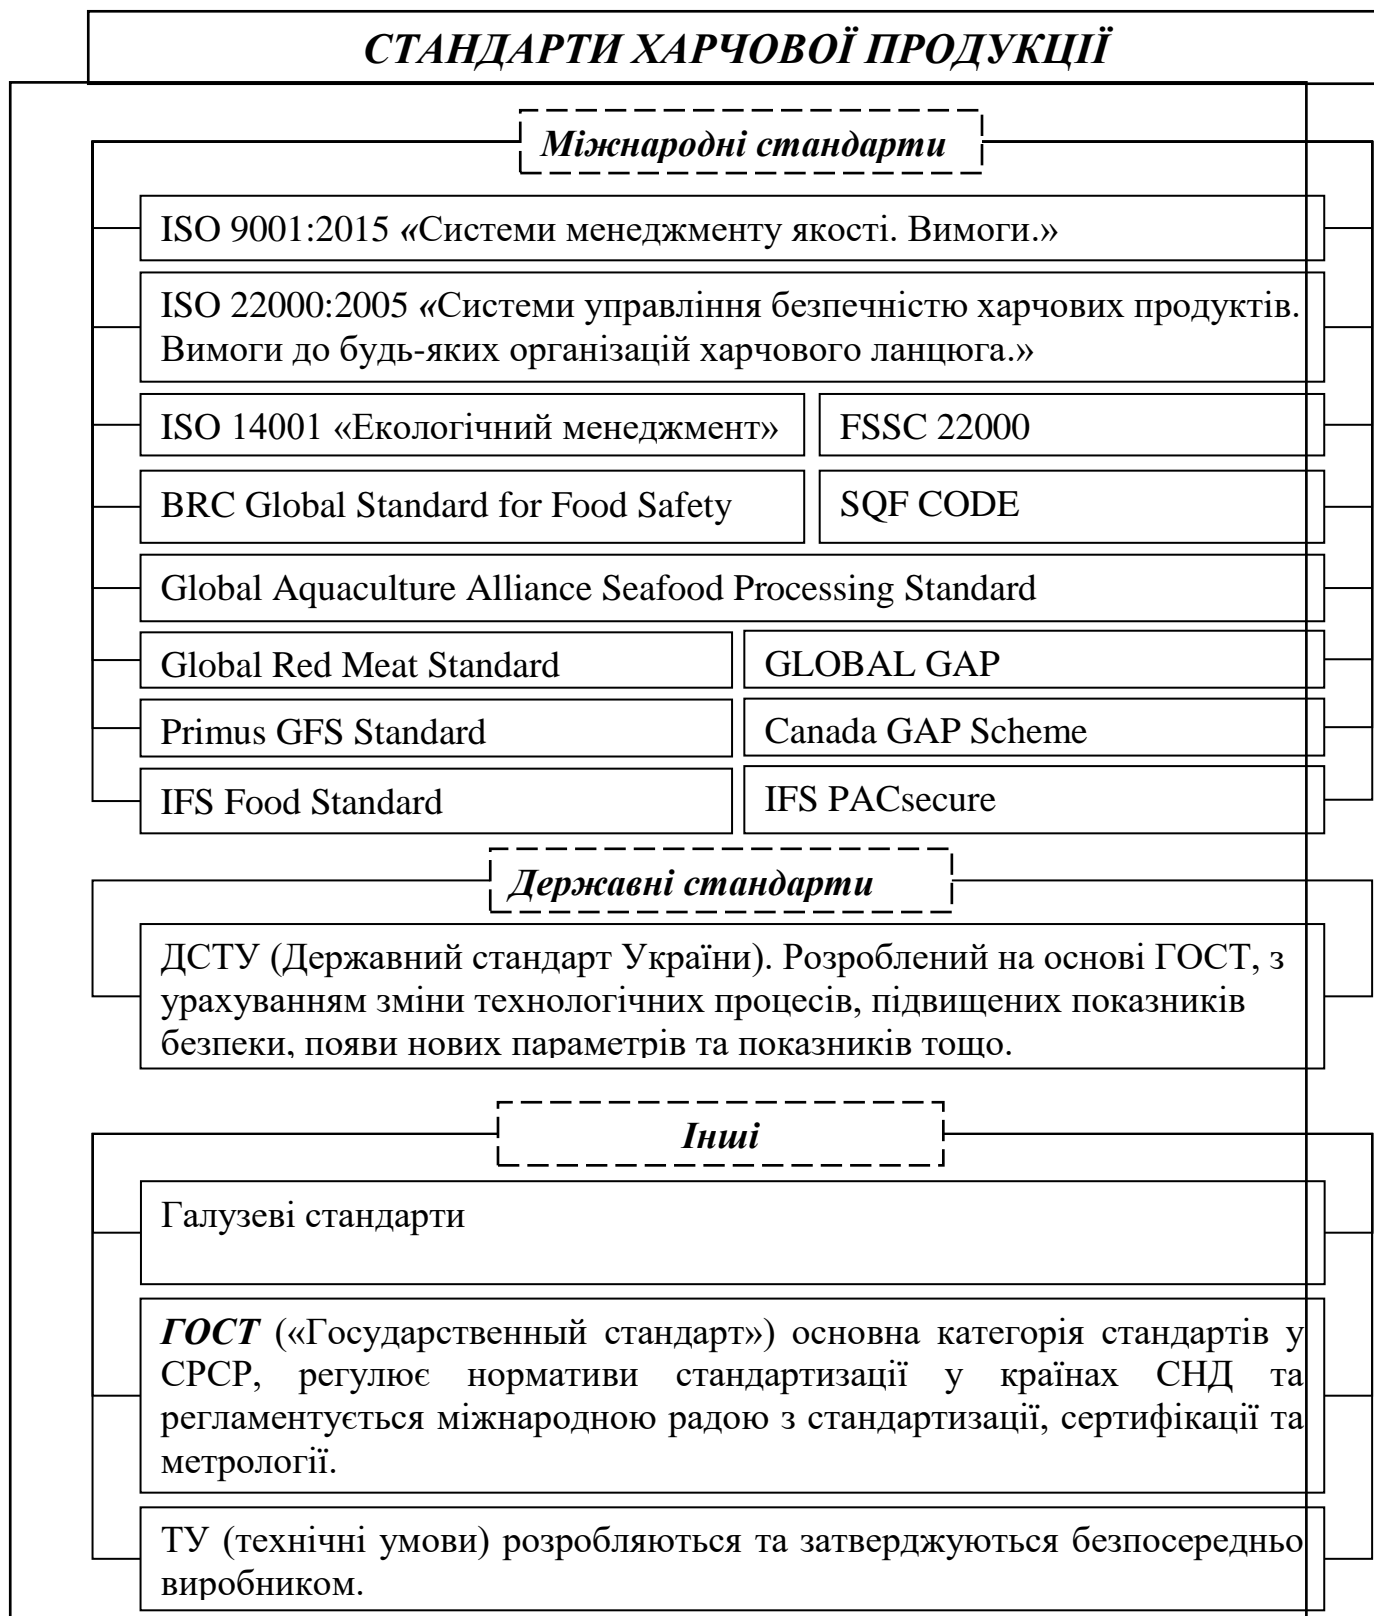 СТАНДАРТИ ХАРЧОВОЇ ПРОДУКЦІЇ
Міжнародні стандарти
ISO 9001:2015 «Системи менеджменту якості. Вимоги.»
ISO 22000:2005 «Системи управління безпечністю харчових продуктів.
Вимоги до будь-яких організацій харчового ланцюга.»
ISO 14001 «Екологічний менеджмент»
FSSC 22000
BRC Global Standard for Food Safety
SQF CODE
Global Aquaculture Alliance Seafood Processing Standard
Global Red Meat Standard
GLOBAL GAP
Primus GFS Standard
Canada GAP Scheme
IFS Food Standard
IFS PACsecure
Державні стандарти
ДСТУ (Державний стандарт України). Розроблений на основі ГОСТ, з
урахуванням зміни технологічних процесів, підвищених показників
безпеки, появи нових параметрів та показників тощо.
Інші
Галузеві стандарти
ГОСТ («Государственный стандарт») основна категорія стандартів у
СРСР, регулює нормативи стандартизації у країнах СНД та
регламентується міжнародною радою з стандартизації, сертифікації та
метрології.
ТУ (технічні умови) розробляються та затверджуються безпосередньо
виробником.